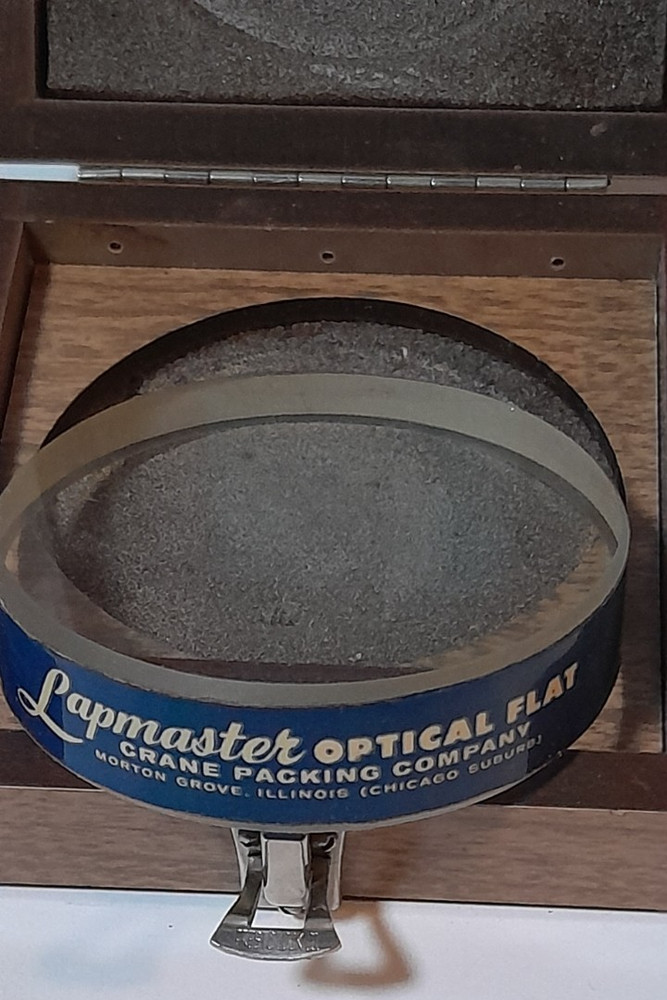 Lapmaster OPTICAL FLAT
CRANE PACKING COMPANY
MORTON GROVE, ILLINOIS (CHICAGO SUBURB)